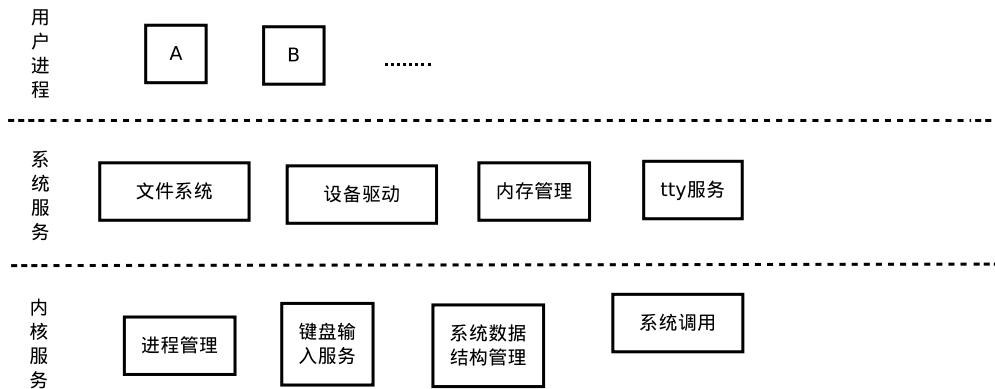 用户进程
A
B
........
系统服务
文件系统
设备驱动
内存管理
tty服务
内核服务
进程管理
键盘输
入服务
系统数据
结构管理
系统调用